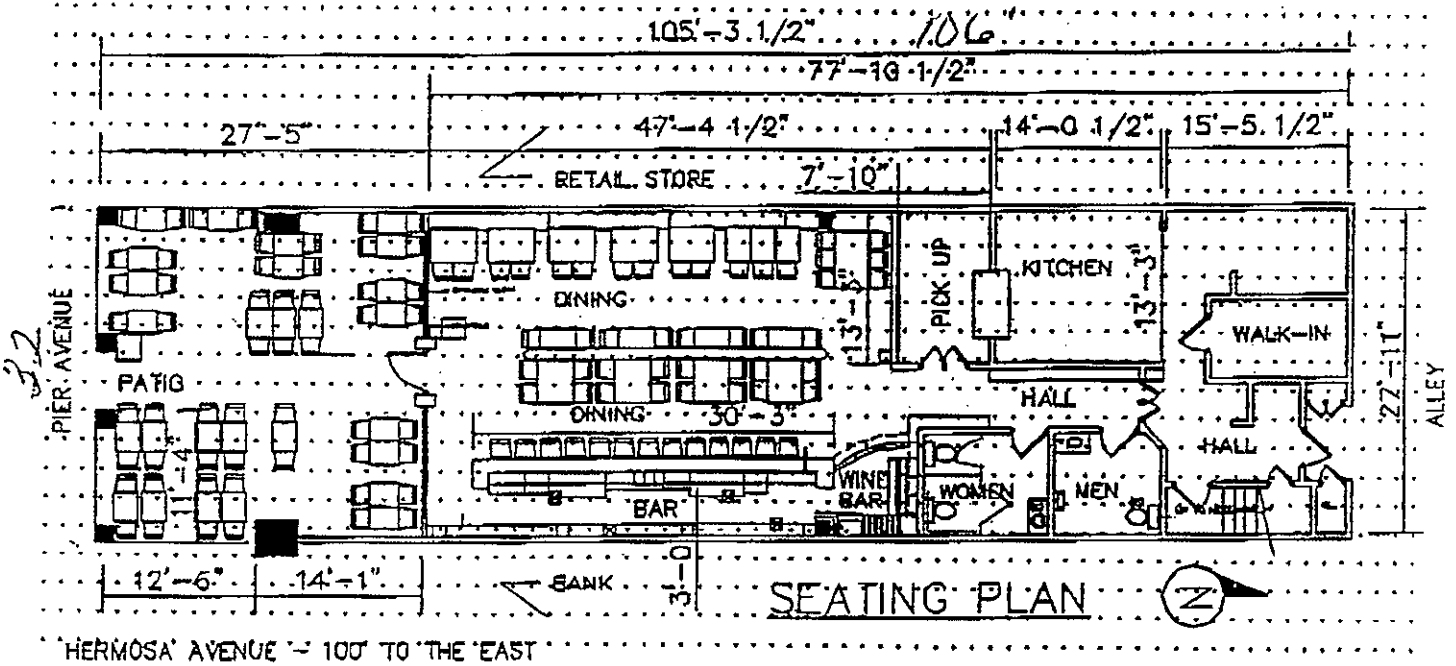 105'-3 1/2" 106'
77'-10 1/2"
27'-5" 47'-4 1/2" 14'-0 1/2" 15'-5 1/2"
RETAIL STORE 7'-10"
PICK UP
KITCHEN
DINING
13'-3"
13'-3"
WALK-IN
32
PIER AVENUE
PATIO
22'-11"
ALLEY
DINING 30'-3"
HALL
HALL
11'-4"
WINE
BAR
BAR
WOMEN
MEN
12'-6" 14'-1"
BANK
3'-0
SEATING PLAN
N
HERMOSA AVENUE - 100' TO THE EAST